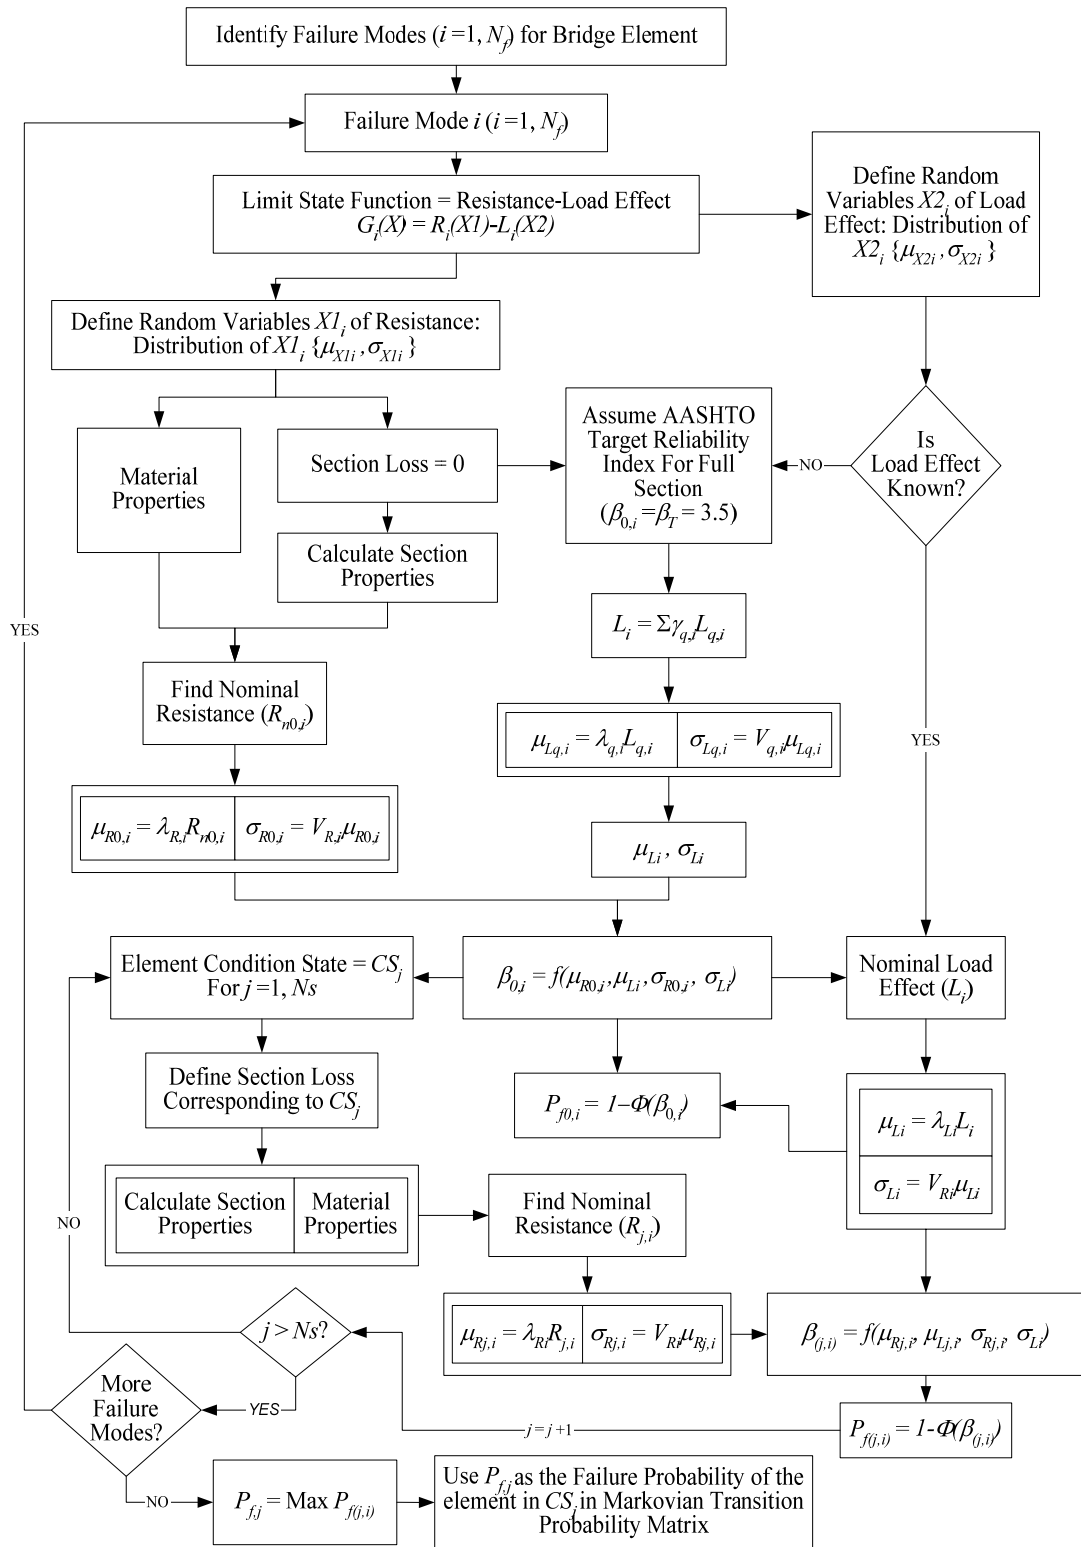 Identify Failure Modes (i=1, N_f) for Bridge Element
Failure Mode i (i=1, N_f)
Limit State Function = Resistance-Load Effect
G_i(X) = R_i(X1)-L_i(X2)
Define Random
Variables X2_i of Load
Effect: Distribution of
X2_i {μ_X2i, σ_X2i}
Define Random Variables X1_i of Resistance:
Distribution of X1_i {μ_X1i, σ_X1i}
Material
Properties
Section Loss = 0
Assume AASHTO
Target Reliability
Index For Full
Section
(β_0,i = β_T = 3.5)
NO
Is
Load Effect
Known?
Calculate Section
Properties
YES
L_i = Σγ_q,i L_q,i
Find Nominal
Resistance (R_n0,i)
μ_Lq,i = λ_q,i L_q,i
σ_Lq,i = V_q,i μ_Lq,i
YES
μ_R0,i = λ_R,i R_n0,i
σ_R0,i = V_R,i μ_R0,i
μ_Li, σ_Li
Element Condition State = CS_j
For j=1, Ns
β_0,i = f(μ_R0,i, μ_Li, σ_R0,i, σ_Li)
Nominal Load
Effect (L_i)
Define Section Loss
Corresponding to CS_j
P_f0,i = 1-Φ(β_0,i)
μ_Li = λ_Li L_i
σ_Li = V_Ri μ_Li
Calculate Section
Properties
Material
Properties
Find Nominal
Resistance (R_j,i)
NO
j > Ns?
μ_Rj,i = λ_Ri R_j,i
σ_Rj,i = V_Ri μ_Rj,i
β_(j,i) = f(μ_Rj,i, μ_Lj,i, σ_Rj,i, σ_Li)
More
Failure
Modes?
YES
j = j+1
P_f(j,i) = 1-Φ(β_(j,i))
NO
P_f,j = Max P_f(j,i)
Use P_f,j as the Failure Probability of the
element in CS_j in Markovian Transition
Probability Matrix